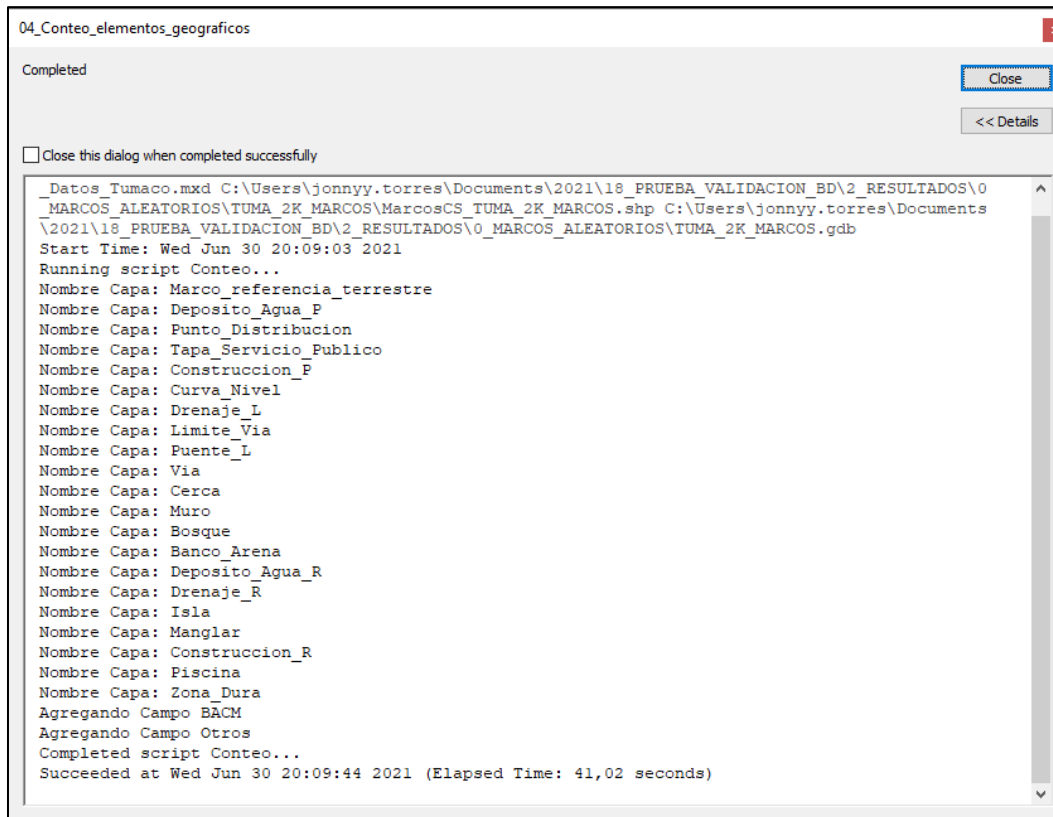 04_Conteo_elementos_geograficos
Completed
Close
<< Details
Close this dialog when completed successfully
_Datos_Tumaco.mxd C:\Users\jonnyy.torres\Documents\2021\18_PRUEBA_VALIDACION_BD\2_RESULTADOS\0
_MARCOS_ALEATORIOS\TUMA_2K_MARCOS\MarcosCS_TUMA_2K_MARCOS.shp C:\Users\jonnyy.torres\Documents
\2021\18_PRUEBA_VALIDACION_BD\2_RESULTADOS\0_MARCOS_ALEATORIOS\TUMA_2K_MARCOS.gdb
Start Time: Wed Jun 30 20:09:03 2021
Running script Conteo...
Nombre Capa: Marco_referencia_terrestre
Nombre Capa: Deposito_Agua_P
Nombre Capa: Punto_Distribucion
Nombre Capa: Tapa_Servicio_Publico
Nombre Capa: Construccion_P
Nombre Capa: Curva_Nivel
Nombre Capa: Drenaje_L
Nombre Capa: Limite_Via
Nombre Capa: Puente_L
Nombre Capa: Via
Nombre Capa: Cerca
Nombre Capa: Muro
Nombre Capa: Bosque
Nombre Capa: Banco_Arena
Nombre Capa: Deposito_Agua_R
Nombre Capa: Drenaje_R
Nombre Capa: Isla
Nombre Capa: Manglar
Nombre Capa: Construccion_R
Nombre Capa: Piscina
Nombre Capa: Zona_Dura
Agregando Campo BACM
Agregando Campo Otros
Completed script Conteo...
Succeeded at Wed Jun 30 20:09:44 2021 (Elapsed Time: 41,02 seconds)